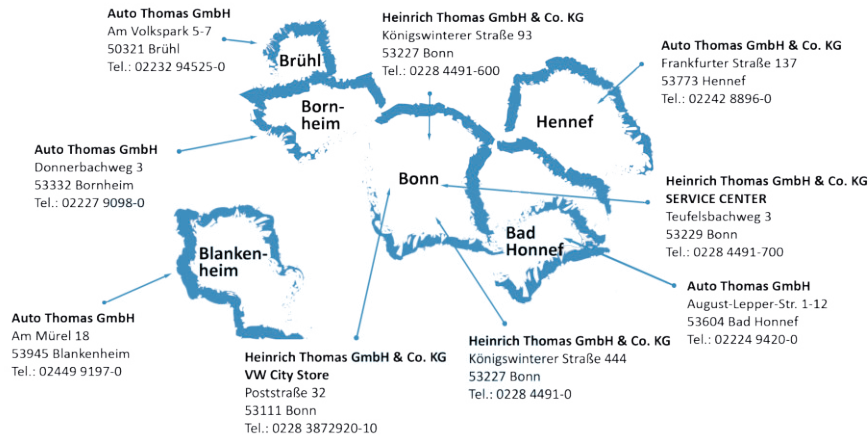 Auto Thomas GmbH
Am Volkspark 5-7
50321 Brühl
Tel.: 02232 94525-0
Heinrich Thomas GmbH & Co. KG
Königswinterer Straße 93
53227 Bonn
Tel.: 0228 4491-600
Auto Thomas GmbH & Co. KG
Frankfurter Straße 137
53773 Hennef
Tel.: 02242 8896-0
Brühl
Born-
heim
Hennef
Auto Thomas GmbH
Donnerbachweg 3
53332 Bornheim
Tel.: 02227 9098-0
Bonn
Heinrich Thomas GmbH & Co. KG
SERVICE CENTER
Teufelsbachweg 3
53229 Bonn
Tel.: 0228 4491-700
Bad
Honnef
Blanken-
heim
Auto Thomas GmbH
August-Lepper-Str. 1-12
53604 Bad Honnef
Tel.: 02224 9420-0
Auto Thomas GmbH
Am Mürel 18
53945 Blankenheim
Tel.: 02449 9197-0
Heinrich Thomas GmbH & Co. KG
VW City Store
Poststraße 32
53111 Bonn
Tel.: 0228 3872920-10
Heinrich Thomas GmbH & Co. KG
Königswinterer Straße 444
53227 Bonn
Tel.: 0228 4491-0